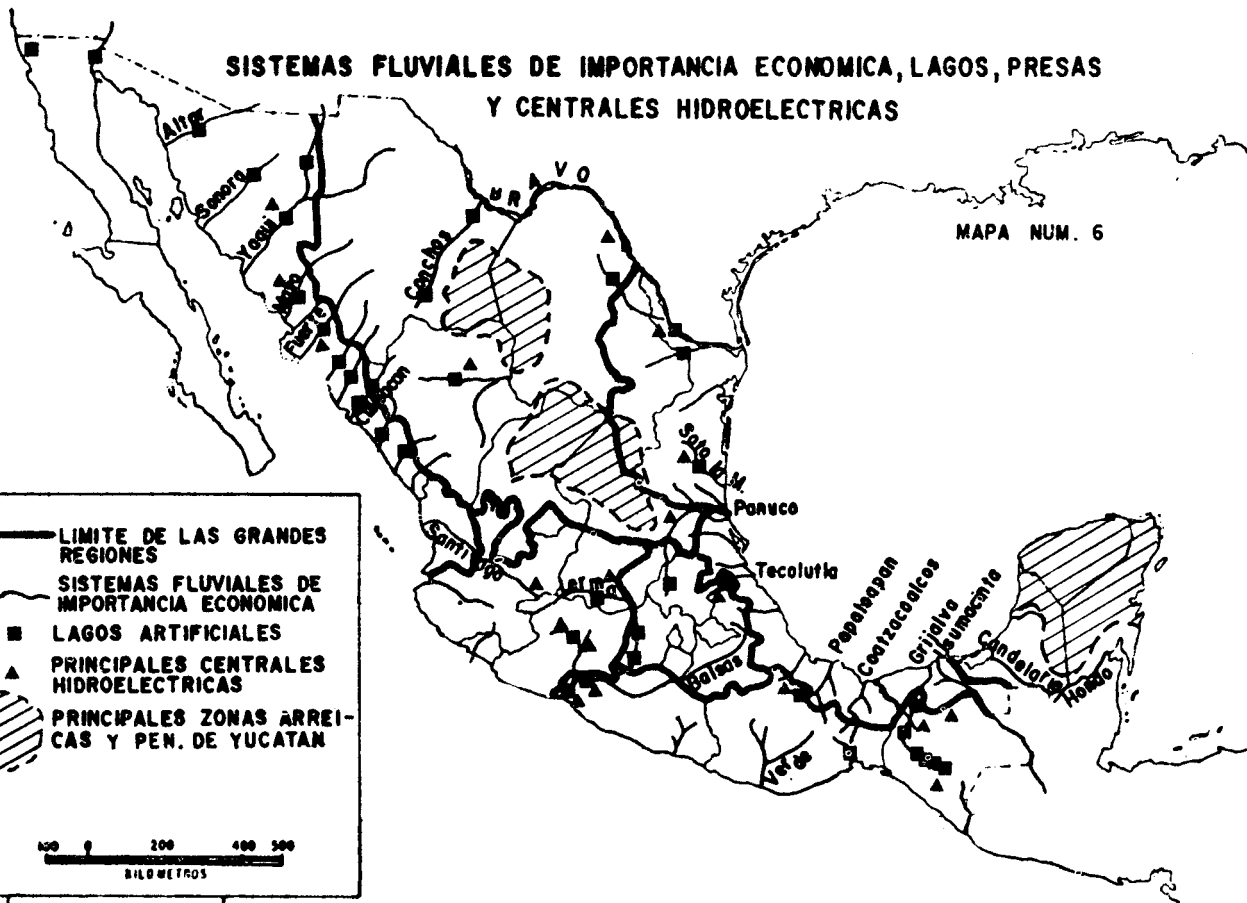 SISTEMAS FLUVIALES DE IMPORTANCIA ECONOMICA, LAGOS, PRESAS
Y CENTRALES HIDROELECTRICAS
MAPA NUM. 6
Altar
Sonora
Yaqui
Mayo
Fuerte
Culiacan
Conchos
BRAVO
Soto la M.
Panuco
Tecolutla
Santiago
Lerma
Balsas
Verde
Papaloapan
Coatzacoalcos
Grijalva
Usumacinta
Candelaria
Hondo
LIMITE DE LAS GRANDES
REGIONES
SISTEMAS FLUVIALES DE
IMPORTANCIA ECONOMICA
LAGOS ARTIFICIALES
PRINCIPALES CENTRALES
HIDROELECTRICAS
PRINCIPALES ZONAS ARREI-
CAS Y PEN. DE YUCATAN
100 0 200 400 500
KILOMETROS